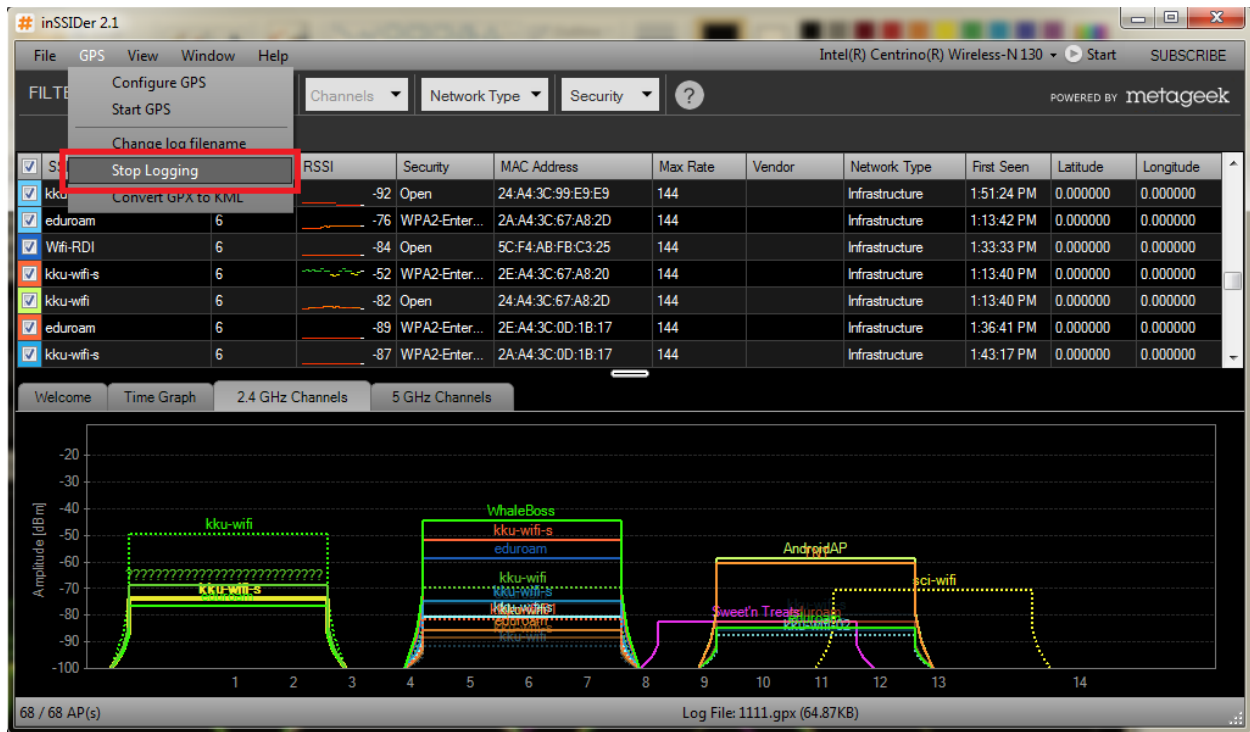 inSSIDer 2.1
File GPS View Window Help Intel(R) Centrino(R) Wireless-N 130 Start SUBSCRIBE
Configure GPS
Start GPS
Change log filename
Stop Logging
Convert GPX to KML
FILTE Channels Network Type Security ? POWERED BY metageek
SS RSSI Security MAC Address Max Rate Vendor Network Type First Seen Latitude Longitude
kku -92 Open 24:A4:3C:99:E9:E9 144 Infrastructure 1:51:24 PM 0.000000 0.000000
eduroam 6 -76 WPA2-Enter... 2A:A4:3C:67:A8:2D 144 Infrastructure 1:13:42 PM 0.000000 0.000000
Wifi-RDI 6 -84 Open 5C:F4:AB:FB:C3:25 144 Infrastructure 1:33:33 PM 0.000000 0.000000
kku-wifi-s 6 -52 WPA2-Enter... 2E:A4:3C:67:A8:20 144 Infrastructure 1:13:40 PM 0.000000 0.000000
kku-wifi 6 -82 Open 24:A4:3C:67:A8:2D 144 Infrastructure 1:13:40 PM 0.000000 0.000000
eduroam 6 -89 WPA2-Enter... 2E:A4:3C:0D:1B:17 144 Infrastructure 1:36:41 PM 0.000000 0.000000
kku-wifi-s 6 -87 WPA2-Enter... 2A:A4:3C:0D:1B:17 144 Infrastructure 1:43:17 PM 0.000000 0.000000
Welcome Time Graph 2.4 GHz Channels 5 GHz Channels
Amplitude [dBm]
-20
-30
-40
-50
-60
-70
-80
-90
-100
kku-wifi
???????????????????????????
kku-wifi-s
eduroam
WhaleBoss
kku-wifi-s
eduroam
kku-wifi
kku-wifi-s
eduroam
kku-wifi
AndroidAP
sci-wifi
Sweet'n Treats
eduroam
kku-wifi-02
1 2 3 4 5 6 7 8 9 10 11 12 13 14
68 / 68 AP(s) Log File: 1111.gpx (64.87KB)